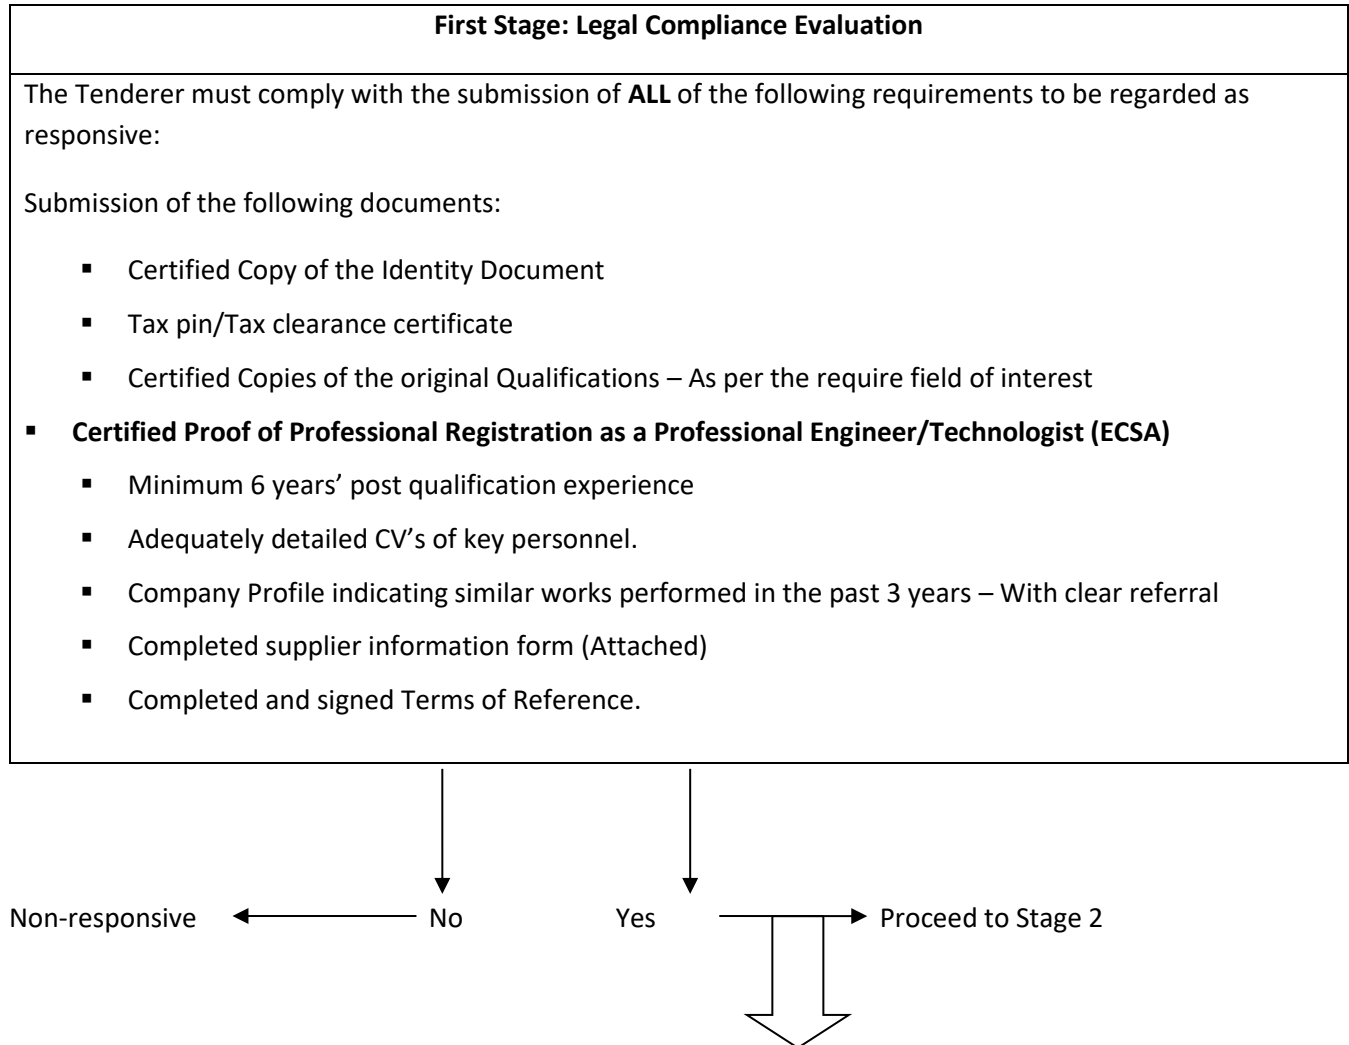 First Stage: Legal Compliance Evaluation
The Tenderer must comply with the submission of ALL of the following requirements to be regarded as
responsive:
Submission of the following documents:
▪ Certified Copy of the Identity Document
▪ Tax pin/Tax clearance certificate
▪ Certified Copies of the original Qualifications – As per the require field of interest
▪ Certified Proof of Professional Registration as a Professional Engineer/Technologist (ECSA)
▪ Minimum 6 years’ post qualification experience
▪ Adequately detailed CV’s of key personnel.
▪ Company Profile indicating similar works performed in the past 3 years – With clear referral
▪ Completed supplier information form (Attached)
▪ Completed and signed Terms of Reference.
Non-responsive No Yes Proceed to Stage 2